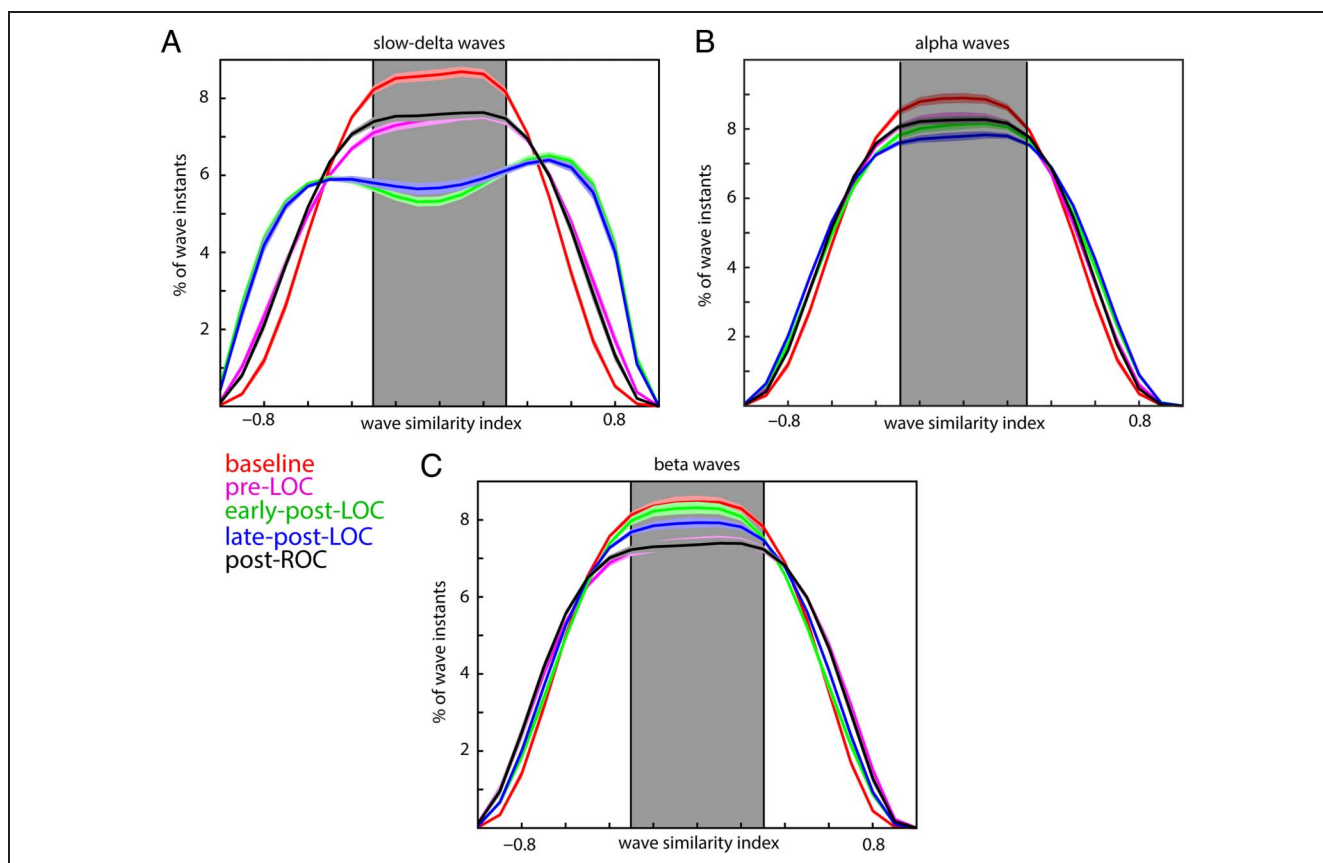 A
slow-delta waves
% of wave instants
8
6
4
2
−0.8
0.8
wave similarity index
B
alpha waves
% of wave instants
8
6
4
2
−0.8
0.8
wave similarity index
baseline
pre-LOC
early-post-LOC
late-post-LOC
post-ROC
C
beta waves
% of wave instants
8
6
4
2
−0.8
0.8
wave similarity index